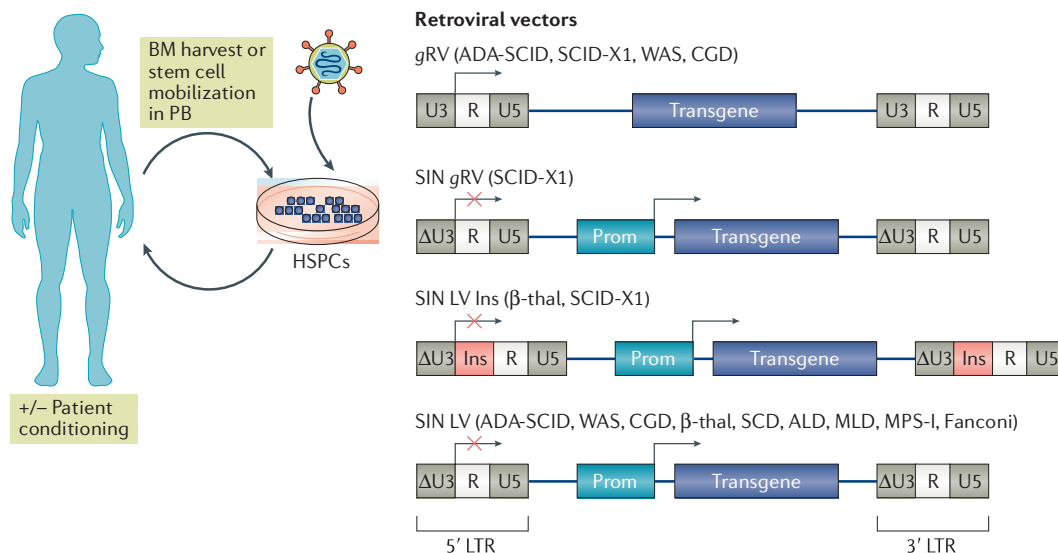 BM harvest or
stem cell
mobilization
in PB
HSPCs
+/– Patient
conditioning
Retroviral vectors
gRV (ADA-SCID, SCID-X1, WAS, CGD)
U3 R U5 Transgene U3 R U5
SIN gRV (SCID-X1)
ΔU3 R U5 Prom Transgene ΔU3 R U5
SIN LV Ins (β-thal, SCID-X1)
ΔU3 Ins R U5 Prom Transgene ΔU3 Ins R U5
SIN LV (ADA-SCID, WAS, CGD, β-thal, SCD, ALD, MLD, MPS-I, Fanconi)
ΔU3 R U5 Prom Transgene ΔU3 R U5
5′ LTR 3′ LTR